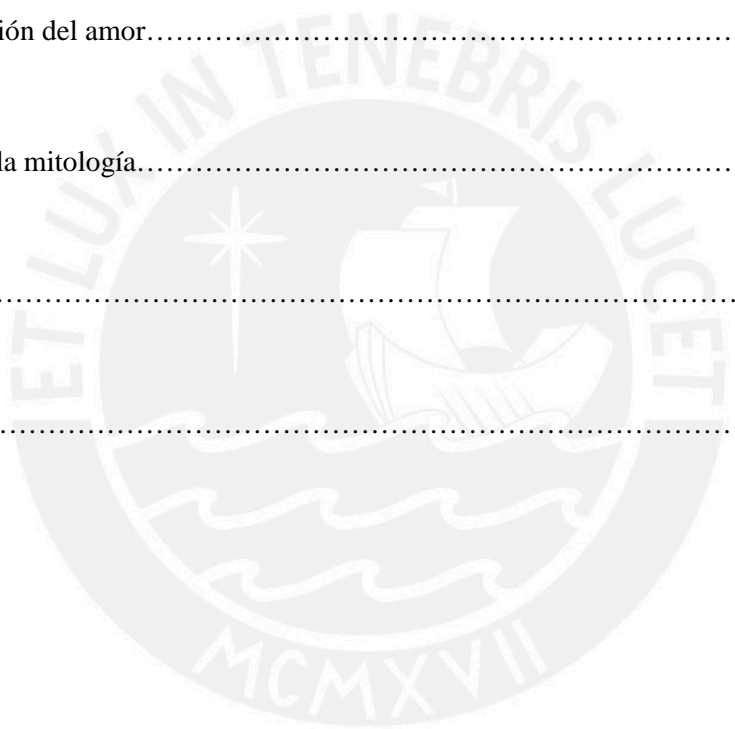 ión del amor……………………………………………………
la mitología……………………………………………………
…………………………………………………………………
…………………………………………………………………
ET LUX IN TENEBRIS LUCET
MCMXVII